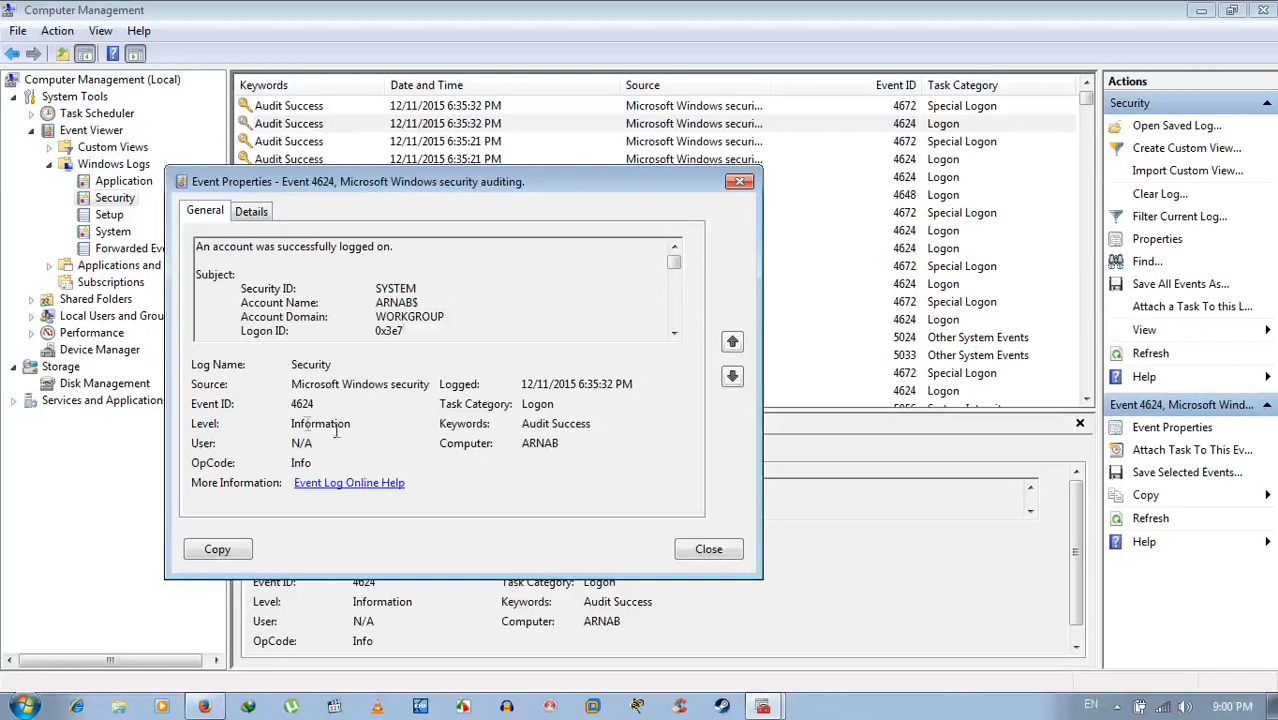 Computer Management
File Action View Help
Computer Management (Local)
System Tools
Task Scheduler
Event Viewer
Custom Views
Windows Logs
Application
Security
Setup
System
Forwarded Eve
Applications and
Subscriptions
Shared Folders
Local Users and Grou
Performance
Device Manager
Storage
Disk Management
Services and Application
Keywords Date and Time Source Event ID Task Category
Audit Success 12/11/2015 6:35:32 PM Microsoft Windows securi... 4672 Special Logon
Audit Success 12/11/2015 6:35:32 PM Microsoft Windows securi... 4624 Logon
Audit Success 12/11/2015 6:35:21 PM Microsoft Windows securi... 4672 Special Logon
Audit Success 12/11/2015 6:35:21 PM Microsoft Windows securi... 4624 Logon
4624 Logon
4648 Logon
4672 Special Logon
4624 Logon
4624 Logon
4672 Special Logon
4624 Logon
4672 Special Logon
4624 Logon
5024 Other System Events
5033 Other System Events
4624 Logon
4624 Logon
Event Properties - Event 4624, Microsoft Windows security auditing.
General Details
An account was successfully logged on.
Subject:
Security ID: SYSTEM
Account Name: ARNAB$
Account Domain: WORKGROUP
Logon ID: 0x3e7
Log Name: Security
Source: Microsoft Windows security Logged: 12/11/2015 6:35:32 PM
Event ID: 4624 Task Category: Logon
Level: Information Keywords: Audit Success
User: N/A Computer: ARNAB
OpCode: Info
More Information: Event Log Online Help
Copy Close
Event ID: 4624 Task Category: Logon
Level: Information Keywords: Audit Success
User: N/A Computer: ARNAB
OpCode: Info
Actions
Security
Open Saved Log...
Create Custom View...
Import Custom View...
Clear Log...
Filter Current Log...
Properties
Find...
Save All Events As...
Attach a Task To this L...
View
Refresh
Help
Event 4624, Microsoft Wind...
Event Properties
Attach Task To This Ev...
Save Selected Events...
Copy
Refresh
Help
EN 9:00 PM